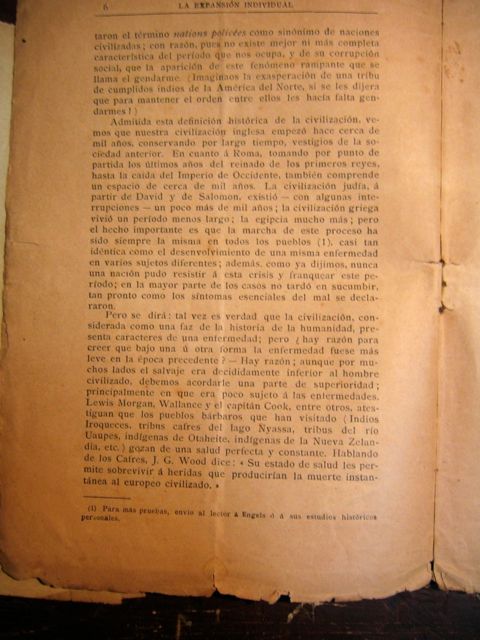 6 LA EXPANSIÓN INDIVIDUAL
taron el término nations policées como sinónimo de naciones
civilizadas ; con razón, pues no existe mejor ni más completa
característica del período que nos ocupa, y de su corrupción
social, que la aparición de este fenómeno rampante que se
llama el gendarme. (Imaginaos la exasperación de una tribu
de cumplidos indios de la América del Norte, si se les dijera
que para mantener el orden entre ellos les hacía falta gen-
darmes !)
Admitida esta definición histórica de la civilización, ve-
mos que nuestra civilización inglesa empezó hace cerca de
mil años, conservando por largo tiempo, vestigios de la so-
ciedad anterior. En cuanto á Roma, tomando por punto de
partida los últimos años del reinado de los primeros reyes,
hasta la caída del Imperio de Occidente, también comprende
un espacio de cerca de mil años. La civilización judía, á
partir de David y de Salomon, existió — con algunas inte-
rrupciones — un poco más de mil años ; la civilización griega
vivió un período menos largo ; la egipcia mucho más ; pero
el hecho importante es que la marcha de este proceso ha
sido siempre la misma en todos los pueblos (1), casi tan
idéntica como el desenvolvimiento de una misma enfermedad
en varios sujetos diferentes ; además, como ya dijimos, nunca
una nación pudo resistir á esta crisis y franquear este pe-
ríodo ; en la mayor parte de los casos no tardó en sucumbir,
tan pronto como los síntomas esenciales del mal se decla-
raron.
Pero se dirá : tal vez es verdad que la civilización, con-
siderada como una faz de la historia de la humanidad, pre-
senta caracteres de una enfermedad ; pero ¿ hay razón para
creer que bajo una ú otra forma la enfermedad fuese más
leve en la época precedente ? — Hay razón ; aunque por mu-
chos lados el salvaje era decididamente inferior al hombre
civilizado, debemos acordarle una parte de superioridad ;
principalmente en que era poco sujeto á las enfermedades.
Lewis Morgan, Wallance y el capitán Cook, entre otros, ates-
tiguan que los pueblos bárbaros que han visitado (Indios
Iroqueces, tribus cafres del lago Nyassa, tribus del río
Uaupes, indígenas de Otaheite, indígenas de la Nueva Zelan-
día, etc.) gozan de una salud perfecta y constante. Hablando
de los Cafres, J. G. Wood dice : « Su estado de salud les per-
mite sobrevivir á heridas que producirían la muerte instan-
tánea al europeo civilizado. »
(1) Para más pruebas, envio al lector á Engels ó á sus estudios históricos
personales.